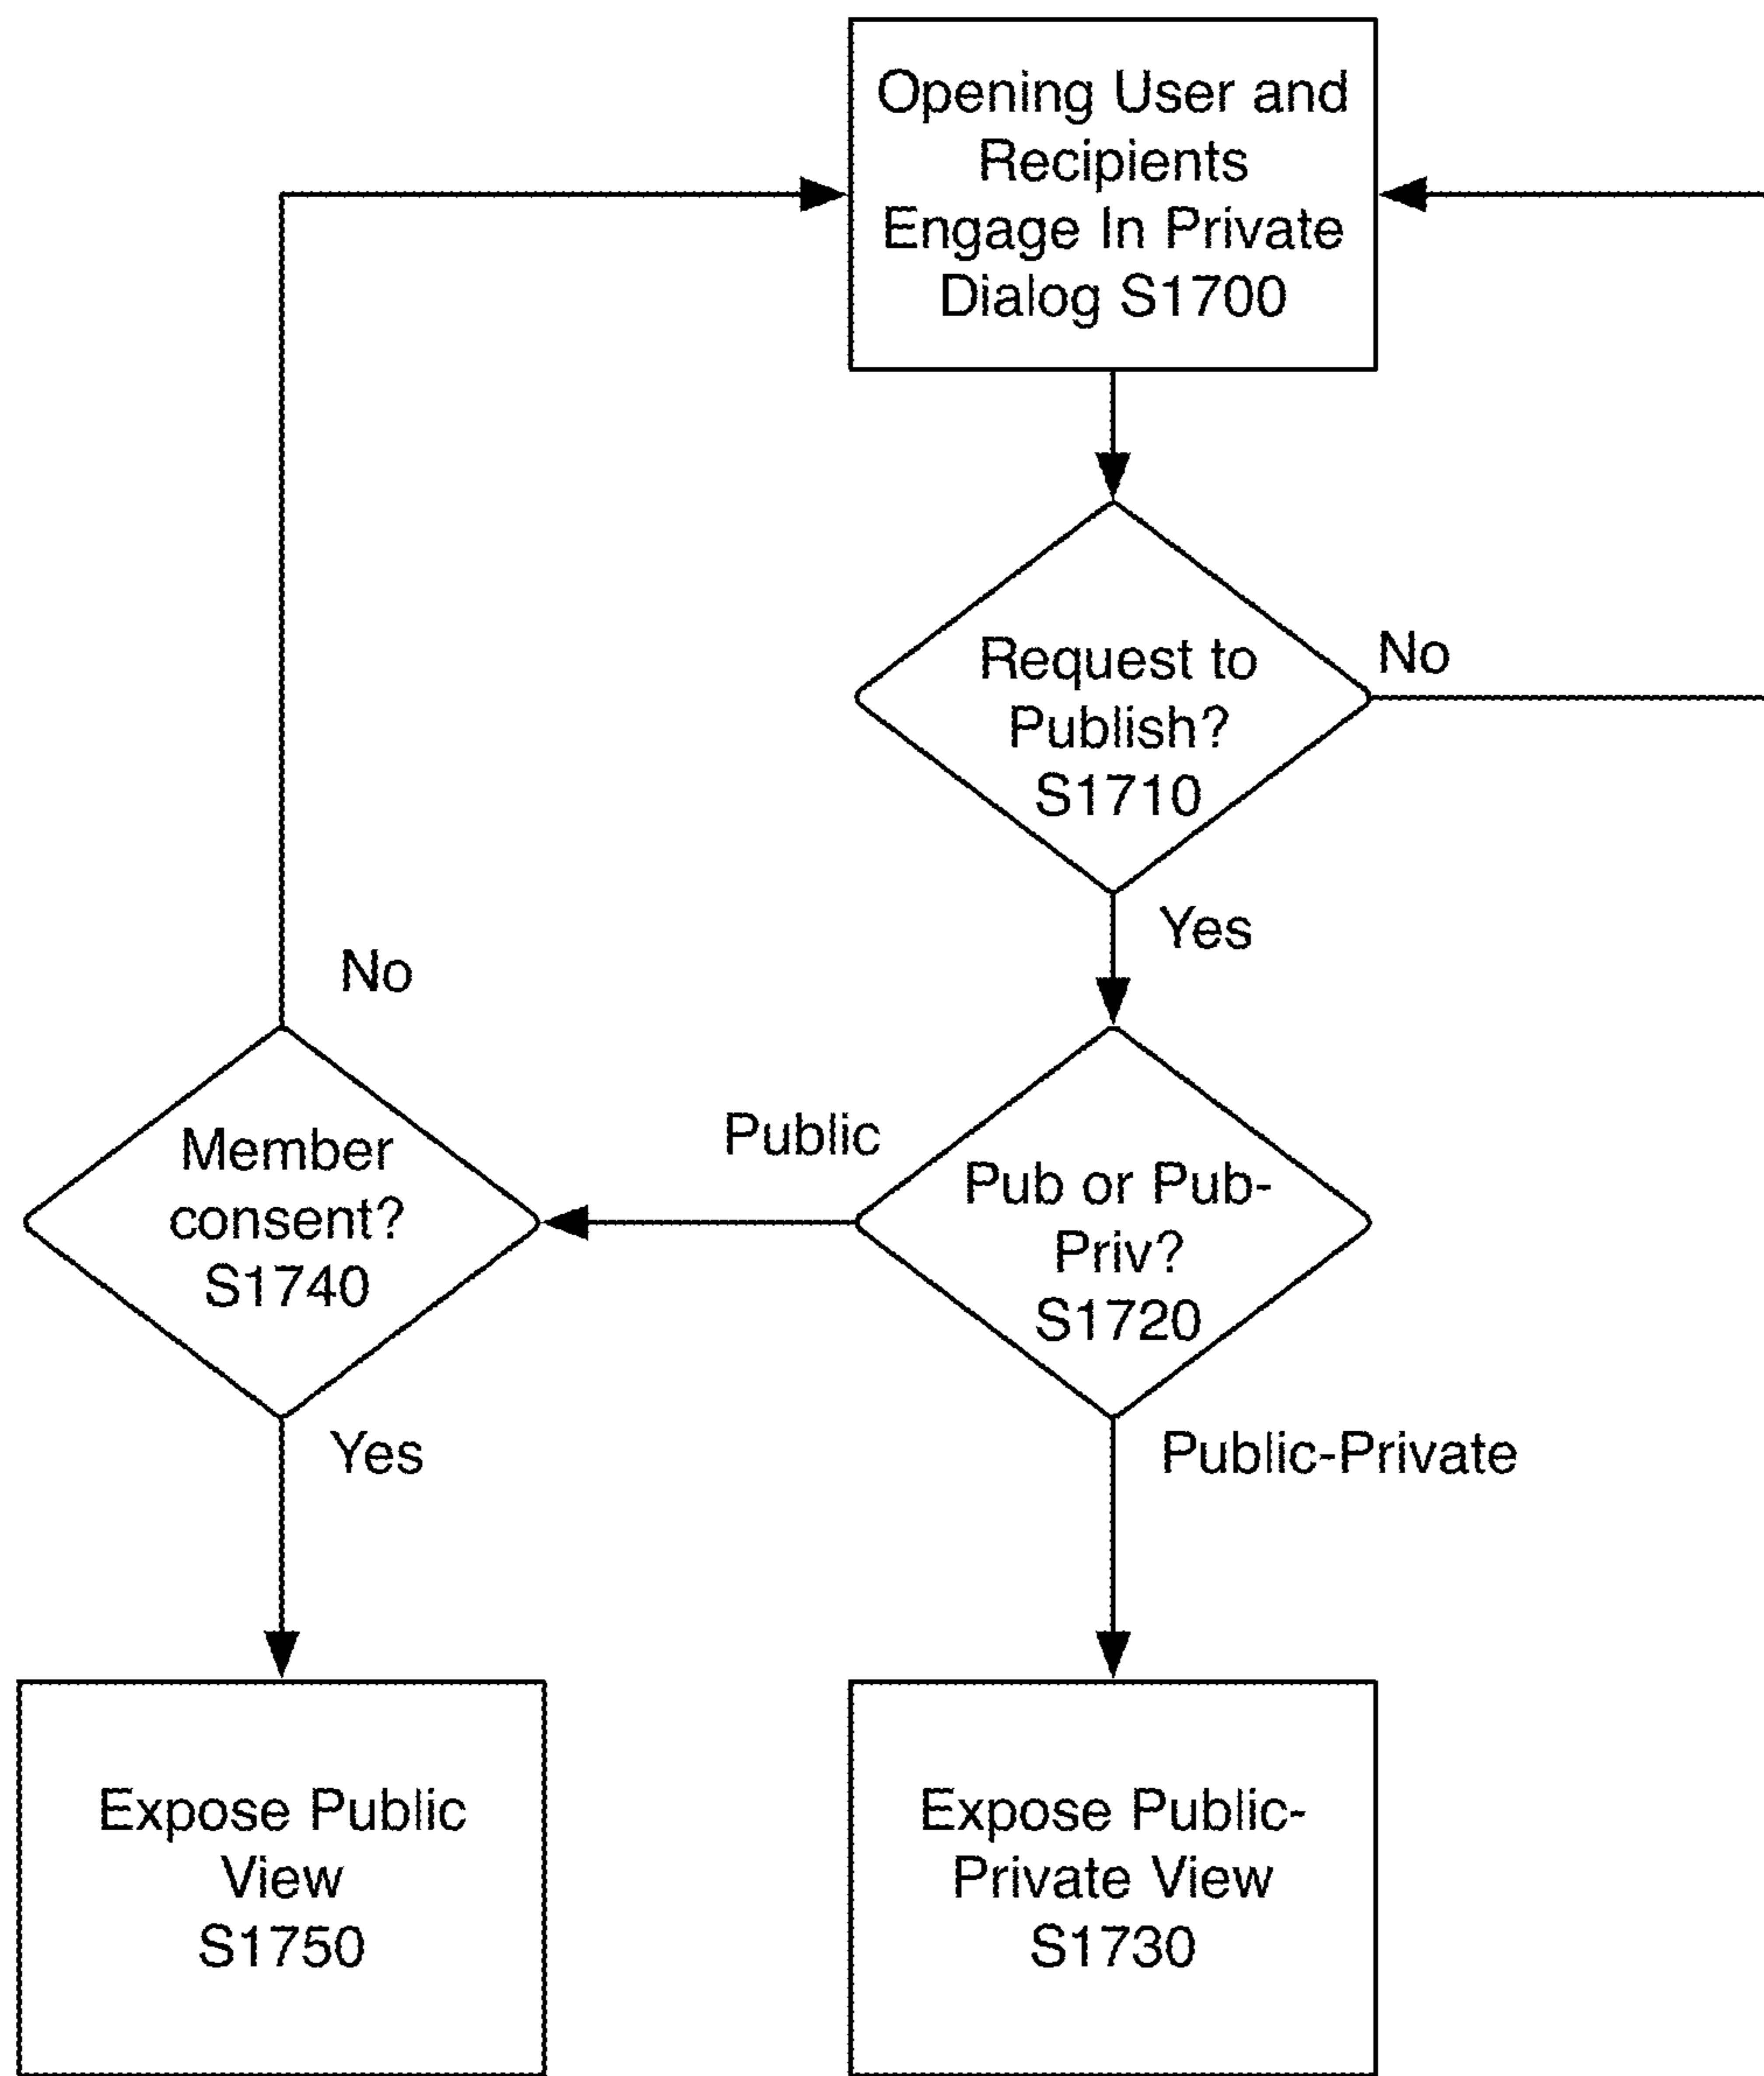 Opening User and
Recipients
Engage In Private
Dialog S1700
Request to
Publish?
S1710
No
Yes
No
Public
Member
consent?
S1740
Pub or Pub-
Priv?
S1720
Yes
Public-Private
Expose Public
View
S1750
Expose Public-
Private View
S1730